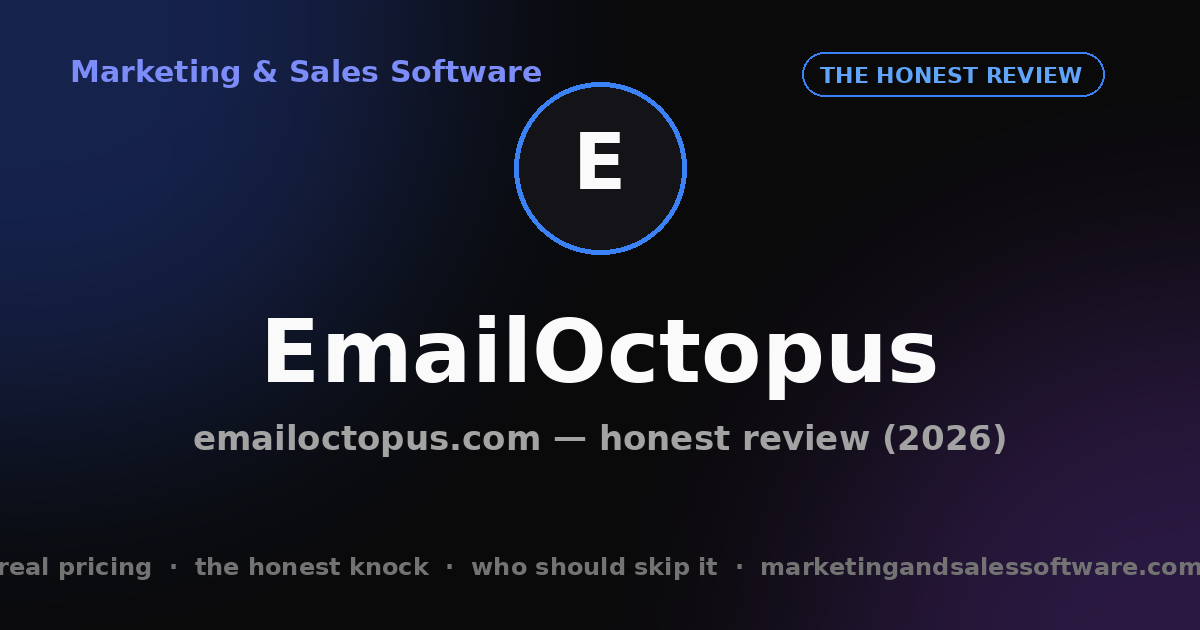 Marketing & Sales Software
THE HONEST REVIEW
E
EmailOctopus
emailoctopus.com — honest review (2026)
real pricing · the honest knock · who should skip it · marketingandsalessoftware.com